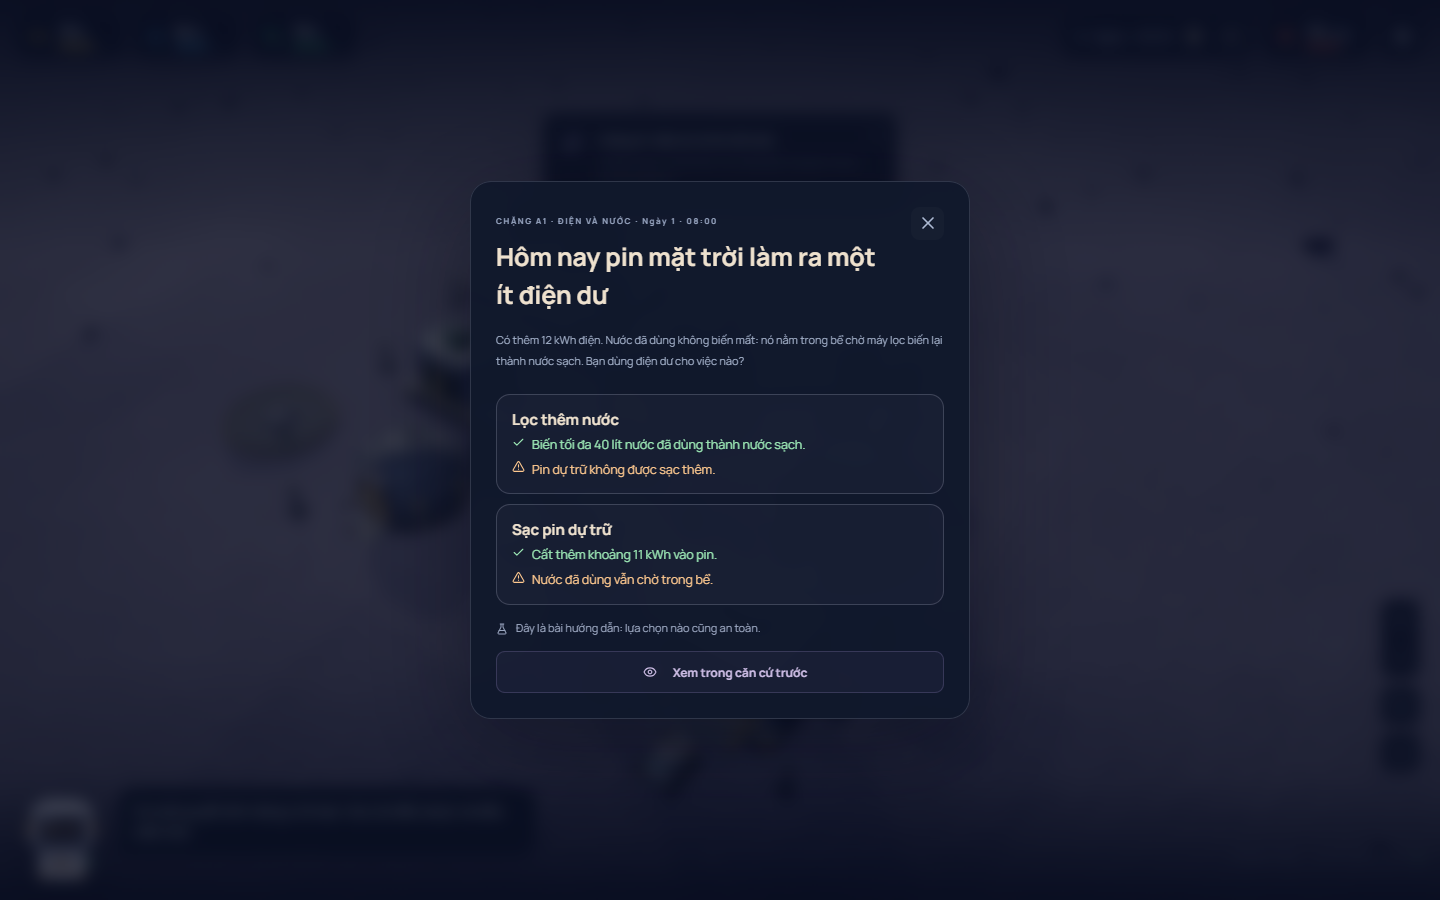 CHẶNG A1 · ĐIỆN VÀ NƯỚC · Ngày 1 · 08:00
Hôm nay pin mặt trời làm ra một
ít điện dư
Có thêm 12 kWh điện. Nước đã dùng không biến mất: nó nằm trong bể chờ máy lọc biến lại
thành nước sạch. Bạn dùng điện dư cho việc nào?
Lọc thêm nước
Biến tối đa 40 lít nước đã dùng thành nước sạch.
Pin dự trữ không được sạc thêm.
Sạc pin dự trữ
Cất thêm khoảng 11 kWh vào pin.
Nước đã dùng vẫn chờ trong bể.
Đây là bài hướng dẫn: lựa chọn nào cũng an toàn.
Xem trong căn cứ trước